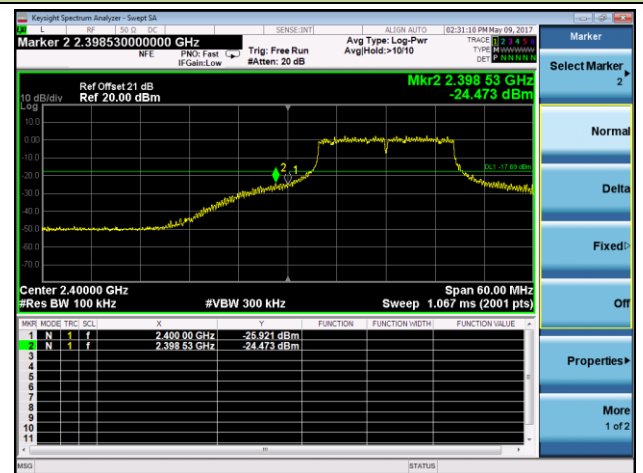 Keysight Spectrum Analyzer - Swept SA
L RF 50 Ω DC SENSE:INT ALIGN AUTO 02:31:10 PM May 09, 2017
Marker 2 2.398530000000 GHz
NFE PNO: Fast IFGain:Low
Trig: Free Run
#Atten: 20 dB
Avg Type: Log-Pwr
Avg|Hold:>10/10
TRACE 1 2 3 4 5 6
TYPE MWWWWW
DET P N N N N N
Ref Offset 21 dB
Ref 20.00 dBm
10 dB/div
Log
Mkr2 2.398 53 GHz
-24.473 dBm
10.0
0.00
-10.0
-20.0
-30.0
-40.0
-50.0
-60.0
-70.0
2 1
DL1 -17.69 dBm
Center 2.40000 GHz Span 60.00 MHz
#Res BW 100 kHz #VBW 300 kHz Sweep 1.067 ms (2001 pts)
MKR MODE TRC SCL X Y FUNCTION FUNCTION WIDTH FUNCTION VALUE
1 N 1 f 2.400 00 GHz -25.921 dBm
2 N 1 f 2.398 53 GHz -24.473 dBm
3
4
5
6
7
8
9
10
11
MSG STATUS
Marker
Select Marker
2
Normal
Delta
Fixed
Off
Properties
More
1 of 2